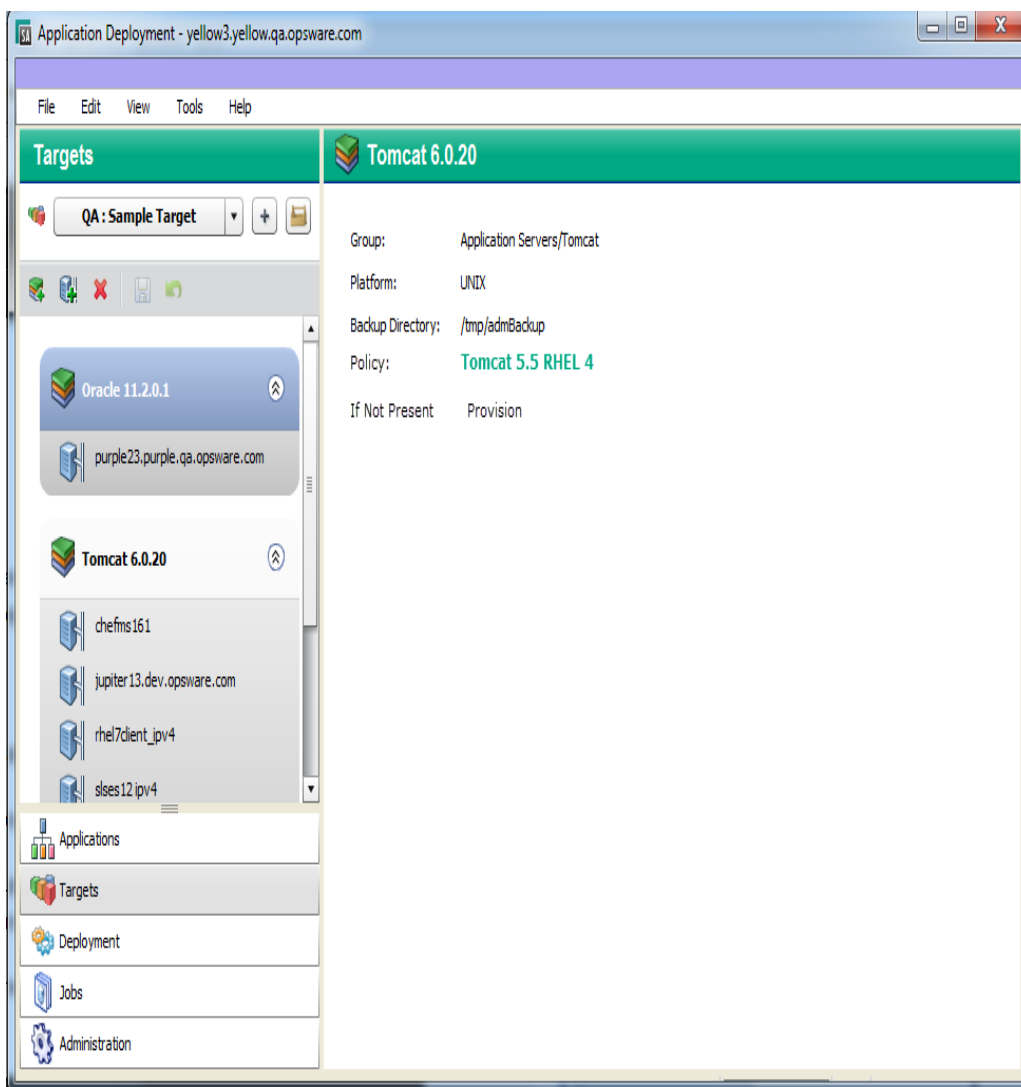 SA Application Deployment - yellow3.yellow.qa.opsware.com
File Edit View Tools Help
Targets
QA : Sample Target
Oracle 11.2.0.1
purple23.purple.qa.opsware.com
Tomcat 6.0.20
chefms161
jupiter13.dev.opsware.com
rhel7client_ipv4
slses12ipv4
Applications
Targets
Deployment
Jobs
Administration
Tomcat 6.0.20
Group: Application Servers/Tomcat
Platform: UNIX
Backup Directory: /tmp/admBackup
Policy: Tomcat 5.5 RHEL 4
If Not Present Provision